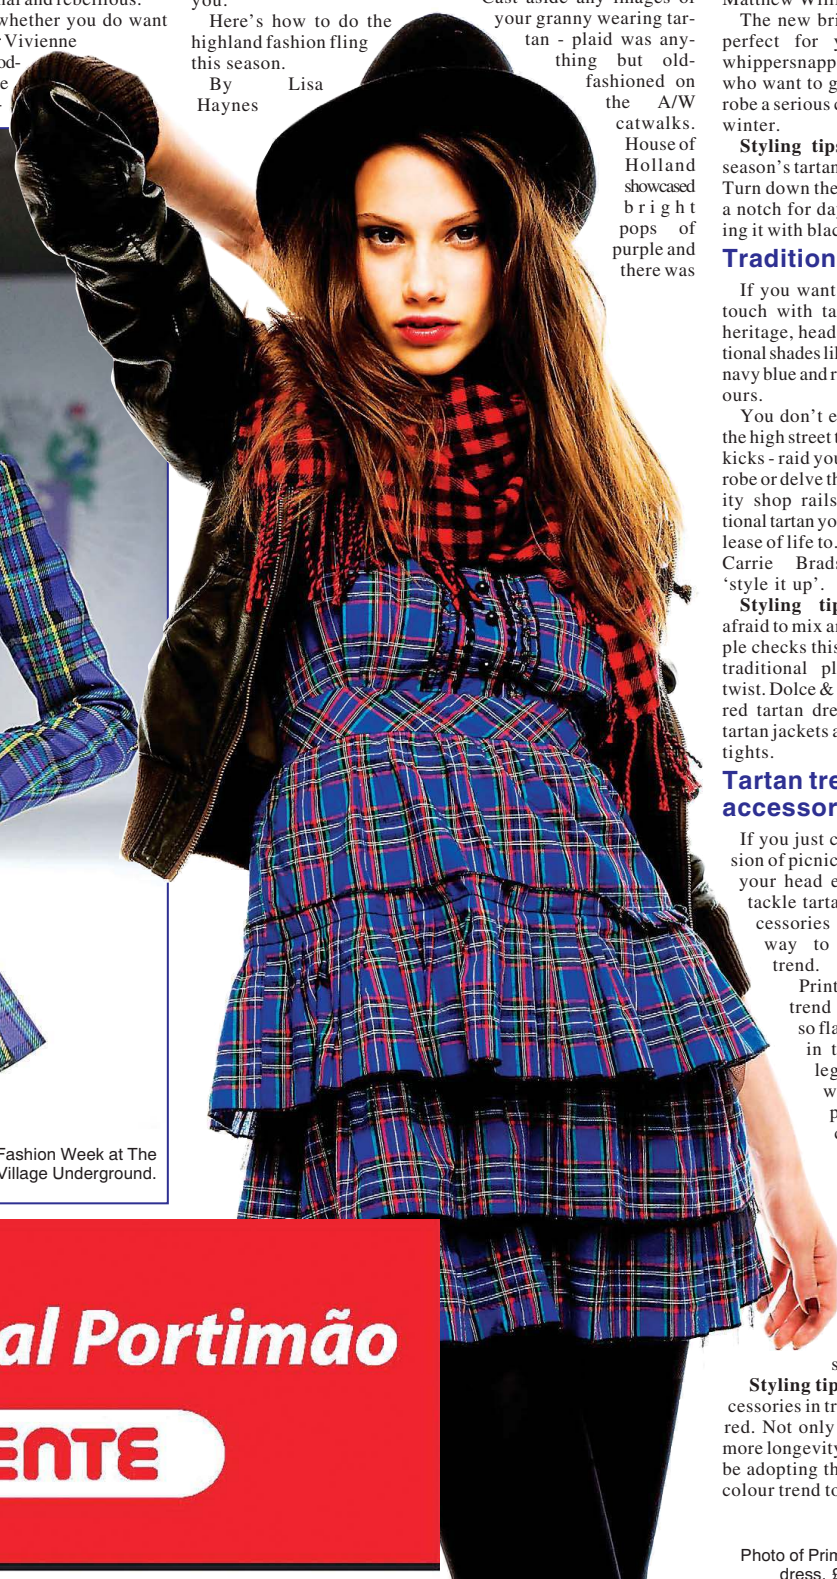 whether you do want
Vivienne
you.
Here's how to do the
highland fashion fling
this season.
By Lisa
Haynes
your granny wearing tar-
tan - plaid was any-
thing but old-
fashioned on
the A/W
catwalks.
House of
Holland
showcased
bright
pops of
purple and
there was
The new bri
perfect for y
whippersnapp
who want to g
robe a serious c
winter.
Styling tips
season's tartan
Turn down the
a notch for da
ing it with blac
Tradition
If you want
touch with ta
heritage, head
tional shades lil
navy blue and r
ours.
You don't e
the high street t
kicks - raid you
robe or delve th
ity shop rails
tional tartan yo
lease of life to.
Carrie Brads
'style it up'.
Styling tip
afraid to mix an
ple checks this
traditional pl
twist. Dolce &
red tartan dre
tartan jackets a
tights.
Tartan tre
accessor
If you just c
sion of picnic
your head e
tackle tarta
cessories
way to
trend.
Print
trend
so fla
in t
leg
w
p
s
Styling tip
cessories in tr
red. Not only
more longevity
be adopting th
colour trend to
Photo of Prim
dress,
Fashion Week at The
Village Underground.
al Portimão
ENTE